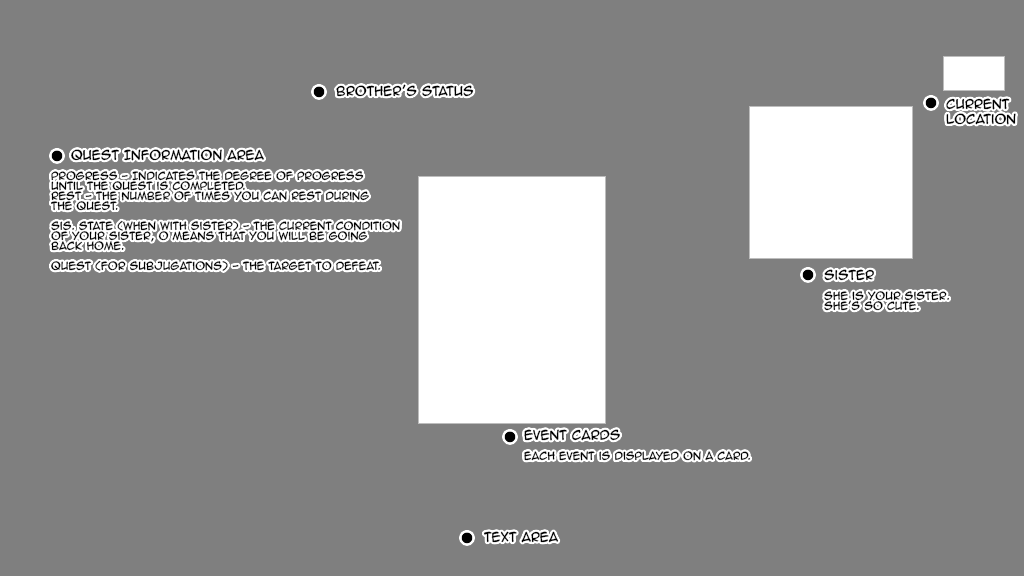 BROTHER'S STATUS
CURRENT
LOCATION
QUEST INFORMATION AREA
PROGRESS - INDICATES THE DEGREE OF PROGRESS
UNTIL THE QUEST IS COMPLETED.
REST - THE NUMBER OF TIMES YOU CAN REST DURING
THE QUEST.
SIS. STATE (WHEN WITH SISTER) - THE CURRENT CONDITION
OF YOUR SISTER; 0 MEANS THAT YOU WILL BE GOING
BACK HOME.
QUEST (FOR SUBJUGATIONS) - THE TARGET TO DEFEAT.
SISTER
SHE IS YOUR SISTER.
SHE'S SO CUTE.
EVENT CARDS
EACH EVENT IS DISPLAYED ON A CARD.
TEXT AREA